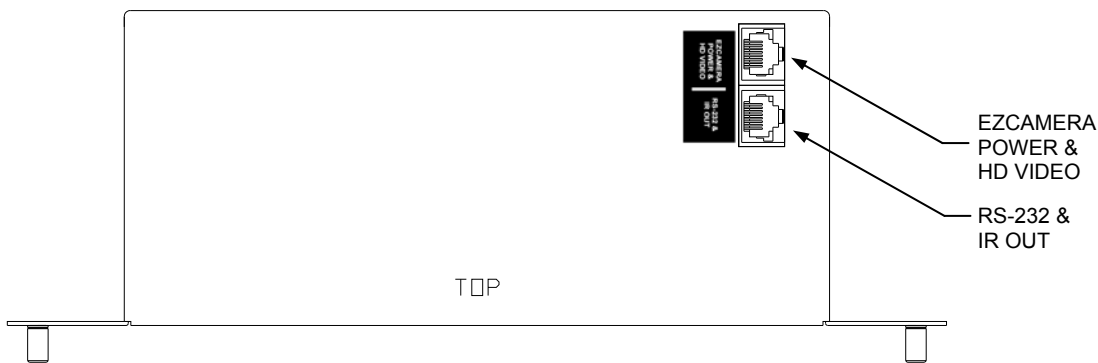 EZCAMERA
POWER &
HD VIDEO
RS-232 &
IR OUT
EZCAMERA
POWER &
HD VIDEO
RS-232 &
IR OUT
TOP